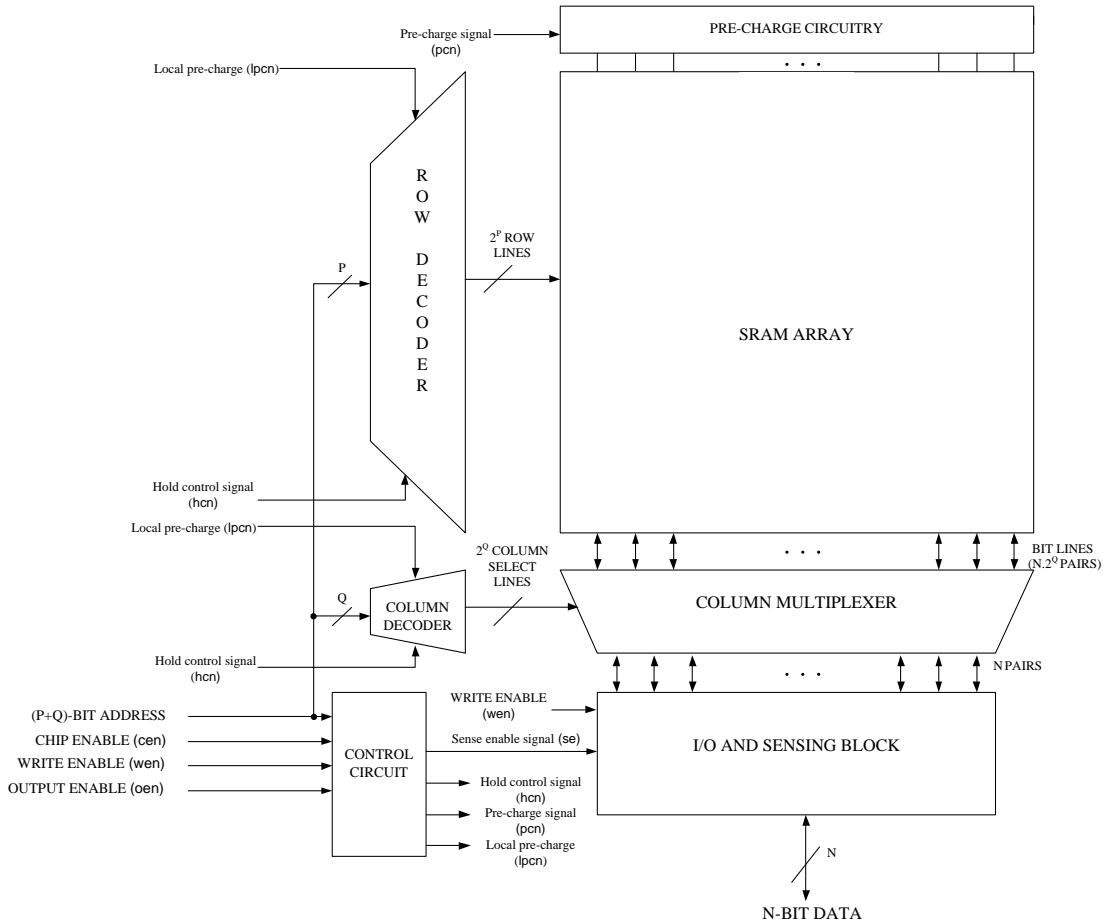 PRE-CHARGE CIRCUITRY
Pre-charge signal
(pcn)
. . .
Local pre-charge (lpcn)
ROW DECODER
2^P ROW
LINES
P
SRAM ARRAY
Hold control signal
(hcn)
Local pre-charge (lpcn)
. . .
BIT LINES
(N.2^Q PAIRS)
2^Q COLUMN
SELECT
LINES
Q
COLUMN
DECODER
COLUMN MULTIPLEXER
Hold control signal
(hcn)
. . .
N PAIRS
(P+Q)-BIT ADDRESS
CHIP ENABLE (cen)
WRITE ENABLE (wen)
OUTPUT ENABLE (oen)
CONTROL
CIRCUIT
WRITE ENABLE
(wen)
Sense enable signal (se)
I/O AND SENSING BLOCK
Hold control signal
(hcn)
Pre-charge signal
(pcn)
Local pre-charge
(lpcn)
N
N-BIT DATA